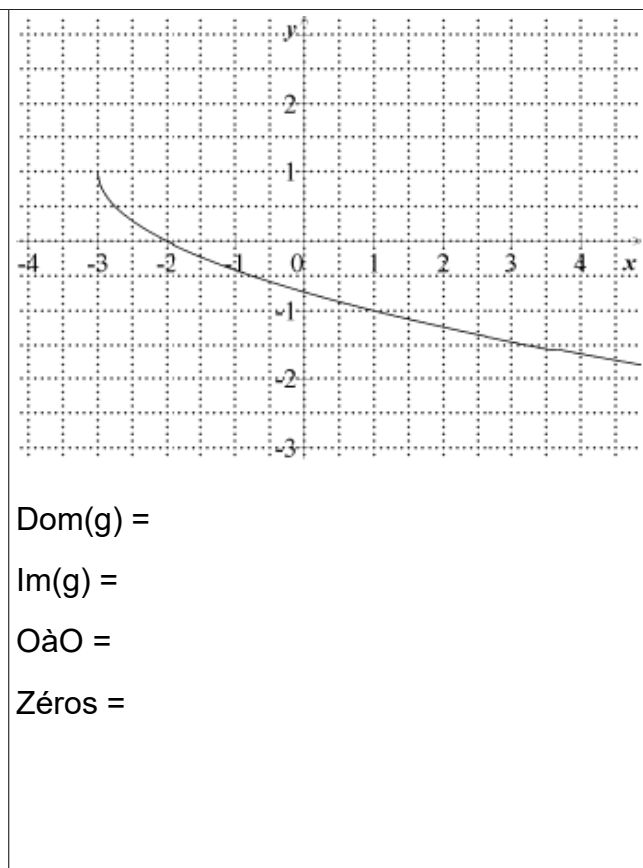 y
2
1
-4 -3 -2 -1 0 1 2 3 4 x
-1
-2
-3
Dom(g) =
Im(g) =
OàO =
Zéros =